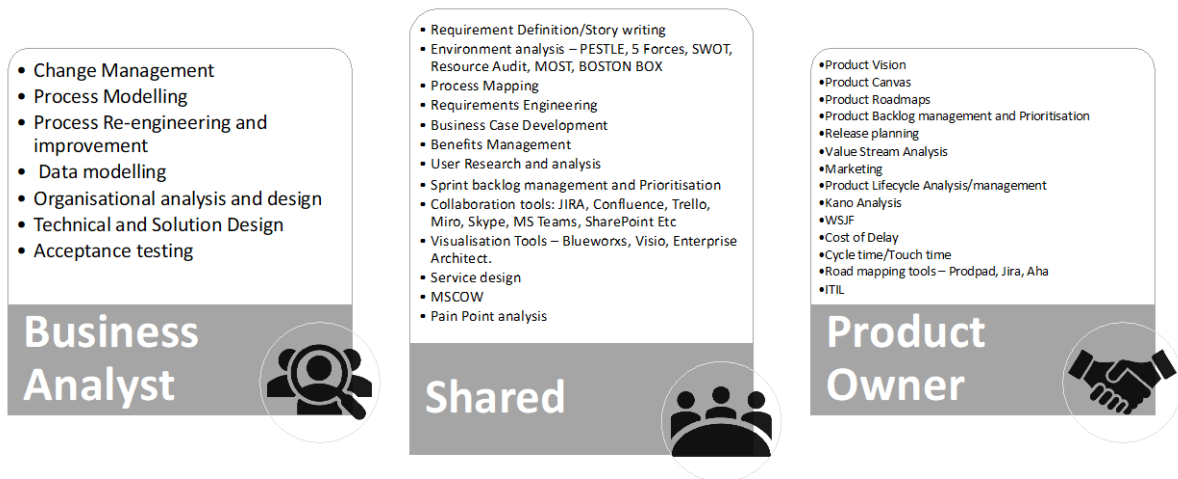 • Change Management
• Process Modelling
• Process Re-engineering and
improvement
• Data modelling
• Organisational analysis and design
• Technical and Solution Design
• Acceptance testing
Business
Analyst
• Requirement Definition/Story writing
• Environment analysis – PESTLE, 5 Forces, SWOT,
Resource Audit, MOST, BOSTON BOX
• Process Mapping
• Requirements Engineering
• Business Case Development
• Benefits Management
• User Research and analysis
• Sprint backlog management and Prioritisation
• Collaboration tools: JIRA, Confluence, Trello,
Miro, Skype, MS Teams, SharePoint Etc
• Visualisation Tools – Blueworxs, Visio, Enterprise
Architect.
• Service design
• MSCOW
• Pain Point analysis
Shared
•Product Vision
•Product Canvas
•Product Roadmaps
•Product Backlog management and Prioritisation
•Release planning
•Value Stream Analysis
•Marketing
•Product Lifecycle Analysis/management
•Kano Analysis
•WSJF
•Cost of Delay
•Cycle time/Touch time
•Road mapping tools – Prodpad, Jira, Aha
•ITIL
Product
Owner